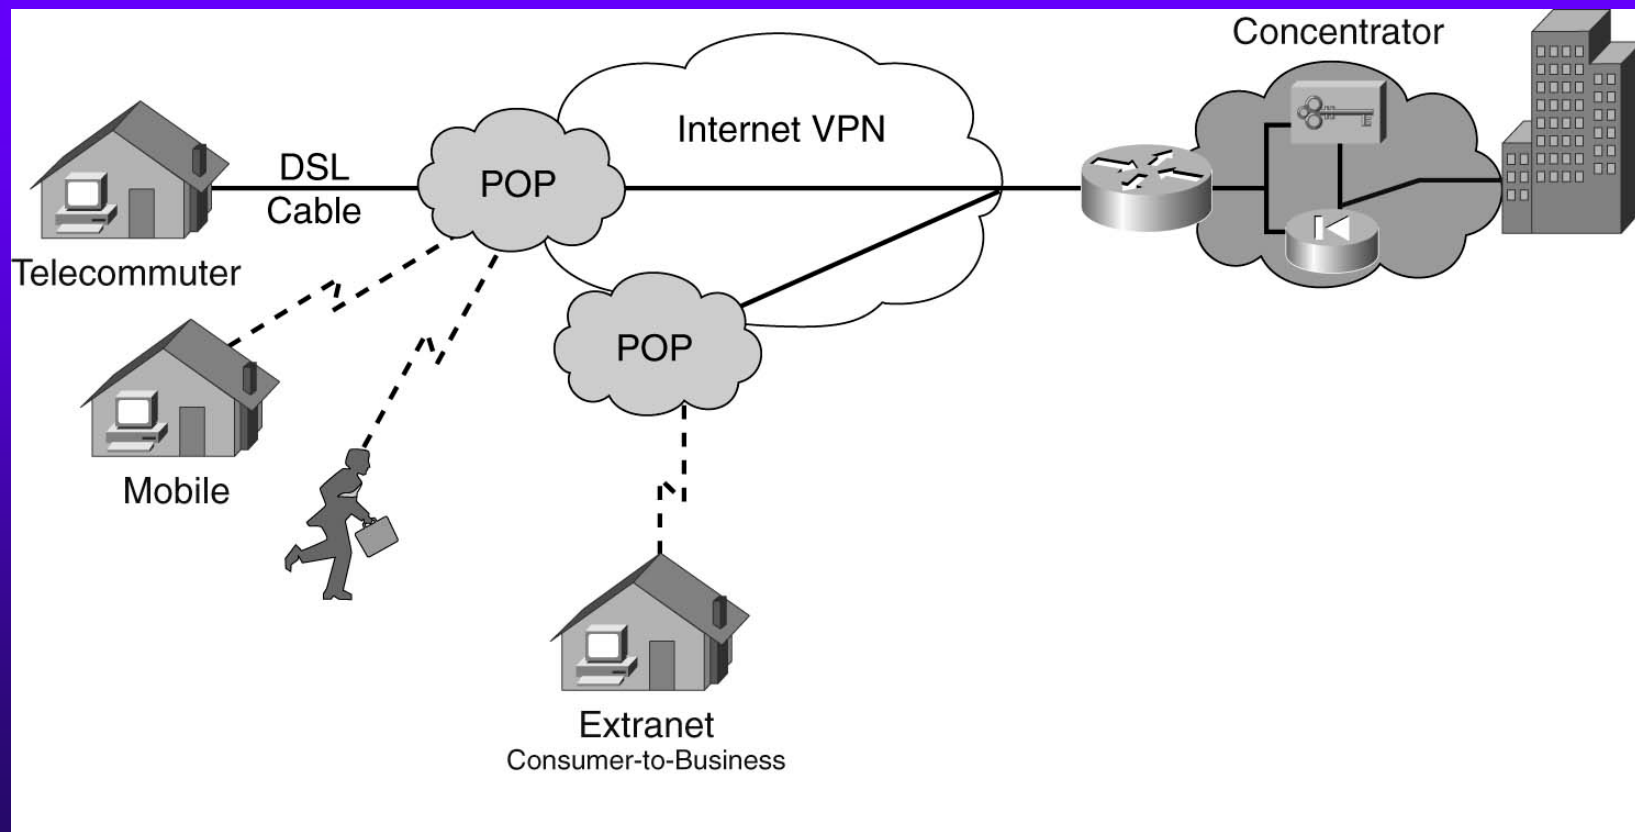 Concentrator
Internet VPN
DSL
Cable
POP
Telecommuter
POP
Mobile
Extranet
Consumer-to-Business